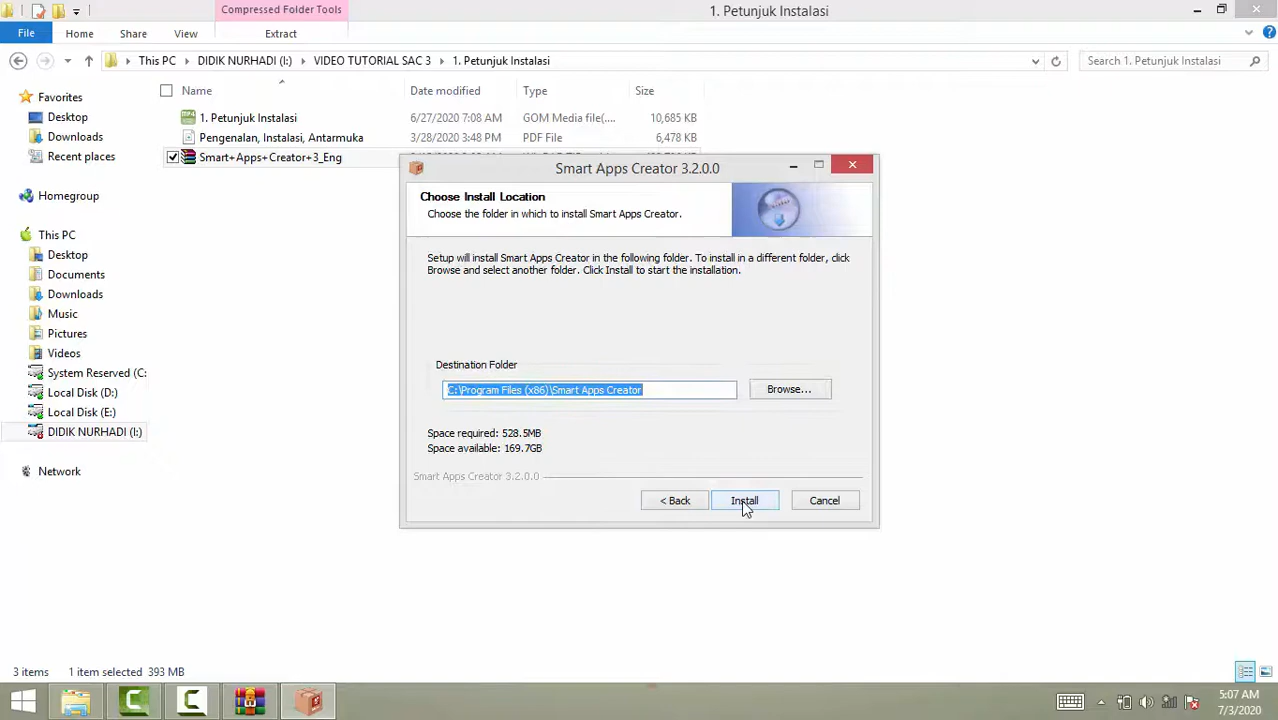 Compressed Folder Tools
1. Petunjuk Instalasi
File Home Share View Extract
This PC DIDIK NURHADI (I:) VIDEO TUTORIAL SAC 3 1. Petunjuk Instalasi
Search 1. Petunjuk Instalasi
Favorites
Desktop
Downloads
Recent places
Homegroup
This PC
Desktop
Documents
Downloads
Music
Pictures
Videos
System Reserved (C:
Local Disk (D:)
Local Disk (E:)
DIDIK NURHADI (I:)
Network
Name Date modified Type Size
1. Petunjuk Instalasi 6/27/2020 7:08 AM GOM Media file(.... 10,685 KB
Pengenalan, Instalasi, Antarmuka 3/28/2020 3:48 PM PDF File 6,478 KB
Smart+Apps+Creator+3_Eng
Smart Apps Creator 3.2.0.0
Choose Install Location
Choose the folder in which to install Smart Apps Creator.
Setup will install Smart Apps Creator in the following folder. To install in a different folder, click
Browse and select another folder. Click Install to start the installation.
Destination Folder
C:\Program Files (x86)\Smart Apps Creator
Browse...
Space required: 528.5MB
Space available: 169.7GB
Smart Apps Creator 3.2.0.0
< Back Install Cancel
3 items 1 item selected 393 MB
5:07 AM
7/3/2020